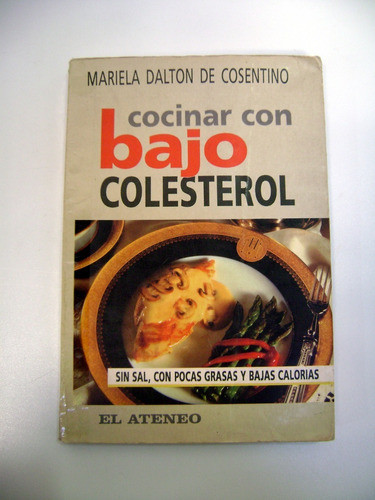 MARIELA DALTON DE COSENTINO
cocinar con
bajo
COLESTEROL
SIN SAL, CON POCAS GRASAS Y BAJAS CALORIAS
EL ATENEO